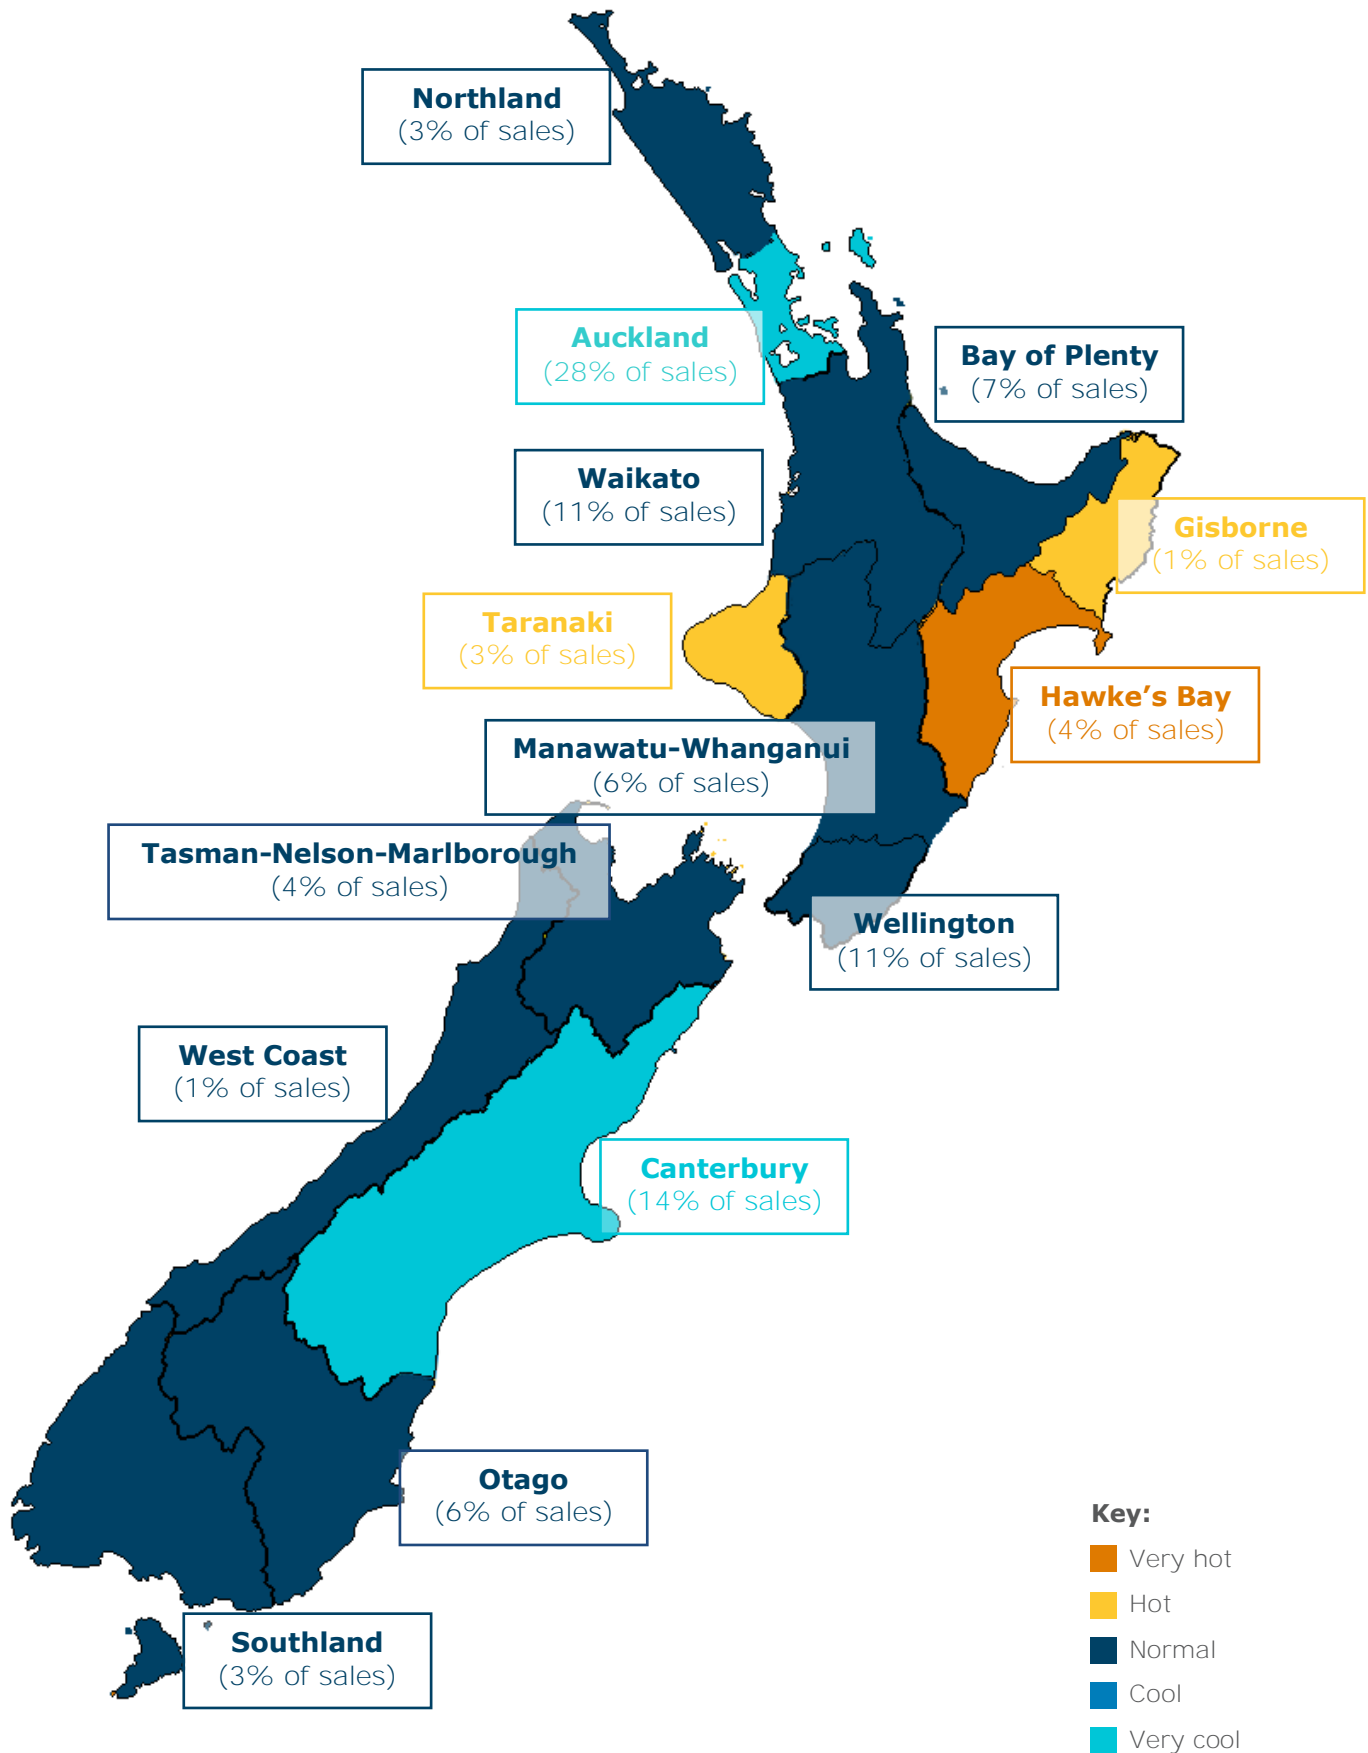 Northland
(3% of sales)
Auckland
(28% of sales)
Bay of Plenty
(7% of sales)
Waikato
(11% of sales)
Gisborne
(1% of sales)
Taranaki
(3% of sales)
Hawke’s Bay
(4% of sales)
Manawatu-Whanganui
(6% of sales)
Tasman-Nelson-Marlborough
(4% of sales)
Wellington
(11% of sales)
West Coast
(1% of sales)
Canterbury
(14% of sales)
Otago
(6% of sales)
Southland
(3% of sales)
Key:
Very hot
Hot
Normal
Cool
Very cool